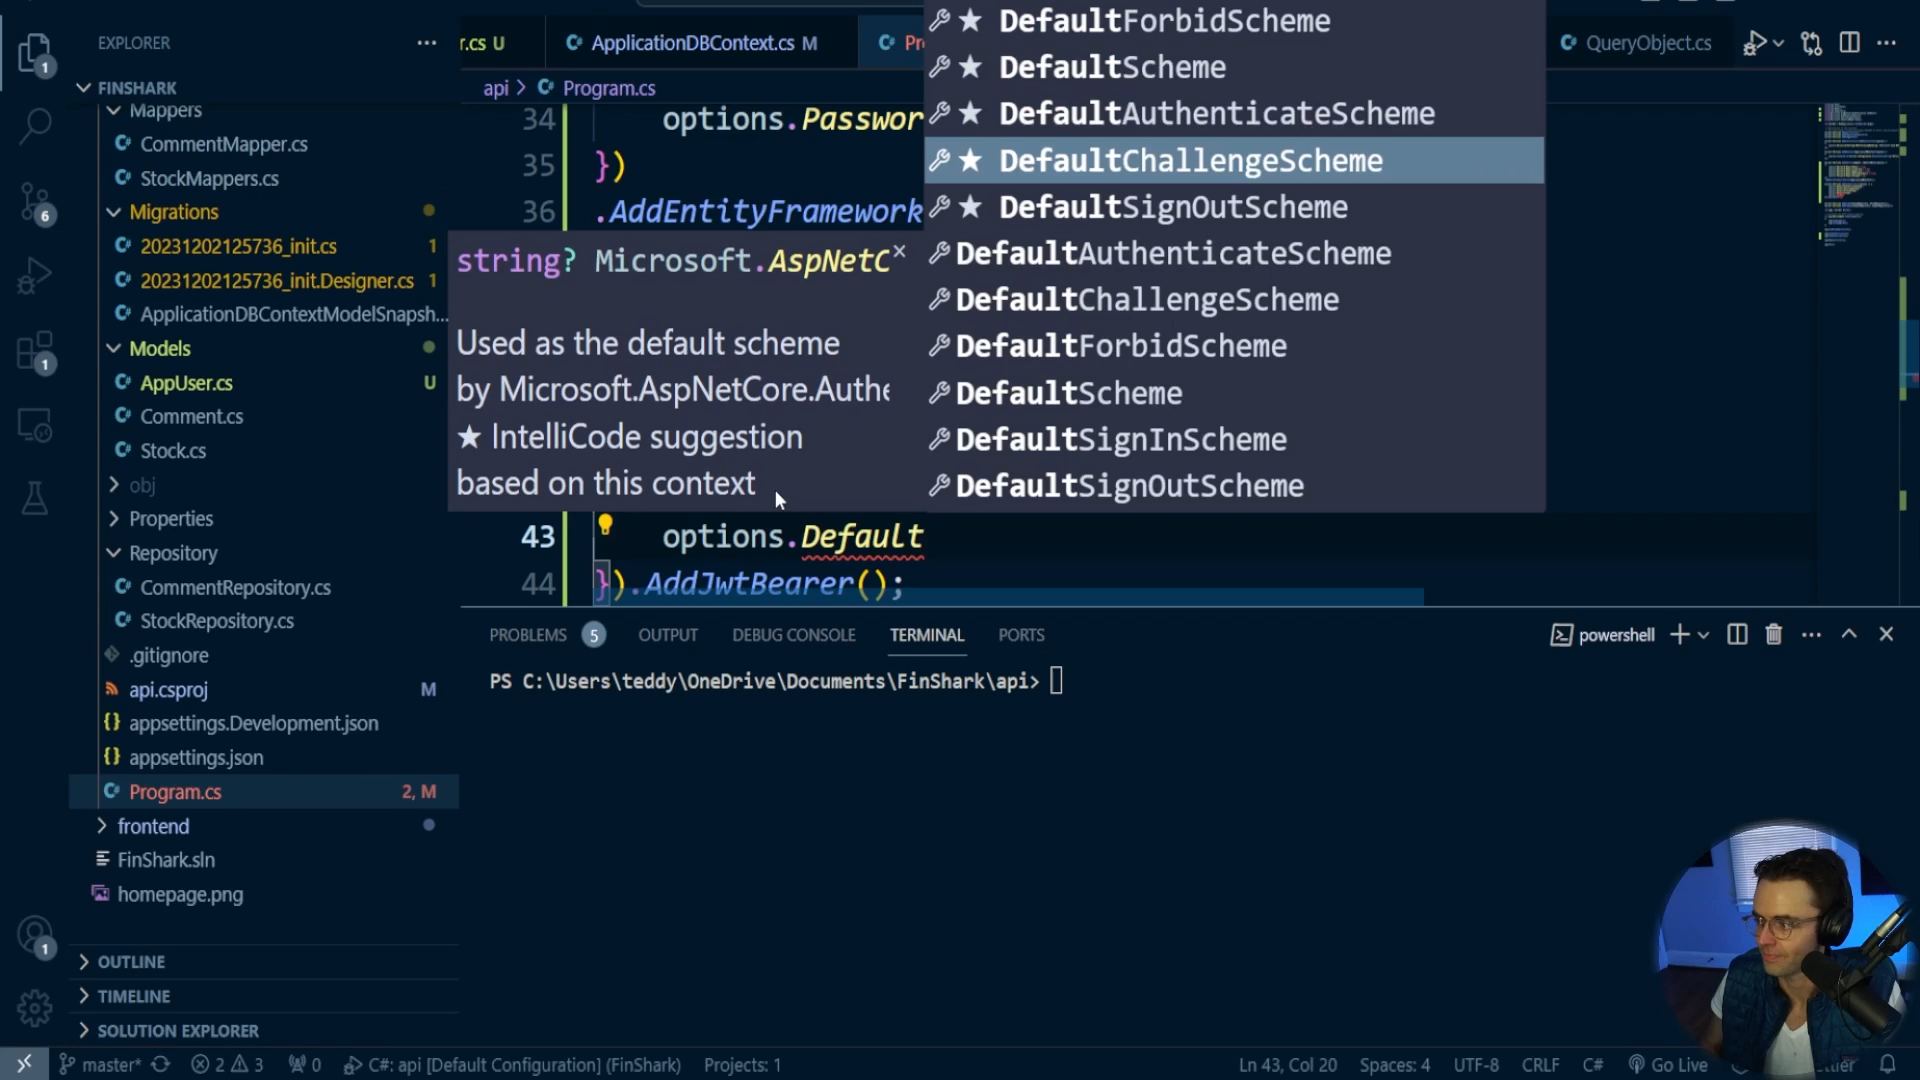 EXPLORER
FINSHARK
Mappers
CommentMapper.cs
StockMappers.cs
Migrations
20231202125736_init.cs 1
20231202125736_init.Designer.cs 1
ApplicationDBContextModelSnapsh...
Models
AppUser.cs U
Comment.cs
Stock.cs
obj
Properties
Repository
CommentRepository.cs
StockRepository.cs
.gitignore
api.csproj M
appsettings.Development.json
appsettings.json
Program.cs 2, M
frontend
FinShark.sln
homepage.png
OUTLINE
TIMELINE
SOLUTION EXPLORER
1
6
1
1
r.cs U
ApplicationDBContext.cs M
Pr
QueryObject.cs
api > Program.cs
34 options.Passwor
35 })
36 .AddEntityFramework
string? Microsoft.AspNetC
Used as the default scheme
by Microsoft.AspNetCore.Authe
★ IntelliCode suggestion
based on this context
★ DefaultForbidScheme
★ DefaultScheme
★ DefaultAuthenticateScheme
★ DefaultChallengeScheme
★ DefaultSignOutScheme
DefaultAuthenticateScheme
DefaultChallengeScheme
DefaultForbidScheme
DefaultScheme
DefaultSignInScheme
DefaultSignOutScheme
43 options.Default
44 }).AddJwtBearer();
PROBLEMS 5 OUTPUT DEBUG CONSOLE TERMINAL PORTS
powershell
PS C:\Users\teddy\OneDrive\Documents\FinShark\api>
master* 2 3 0 C#: api [Default Configuration] (FinShark) Projects: 1
Ln 43, Col 20 Spaces: 4 UTF-8 CRLF C# Go Live